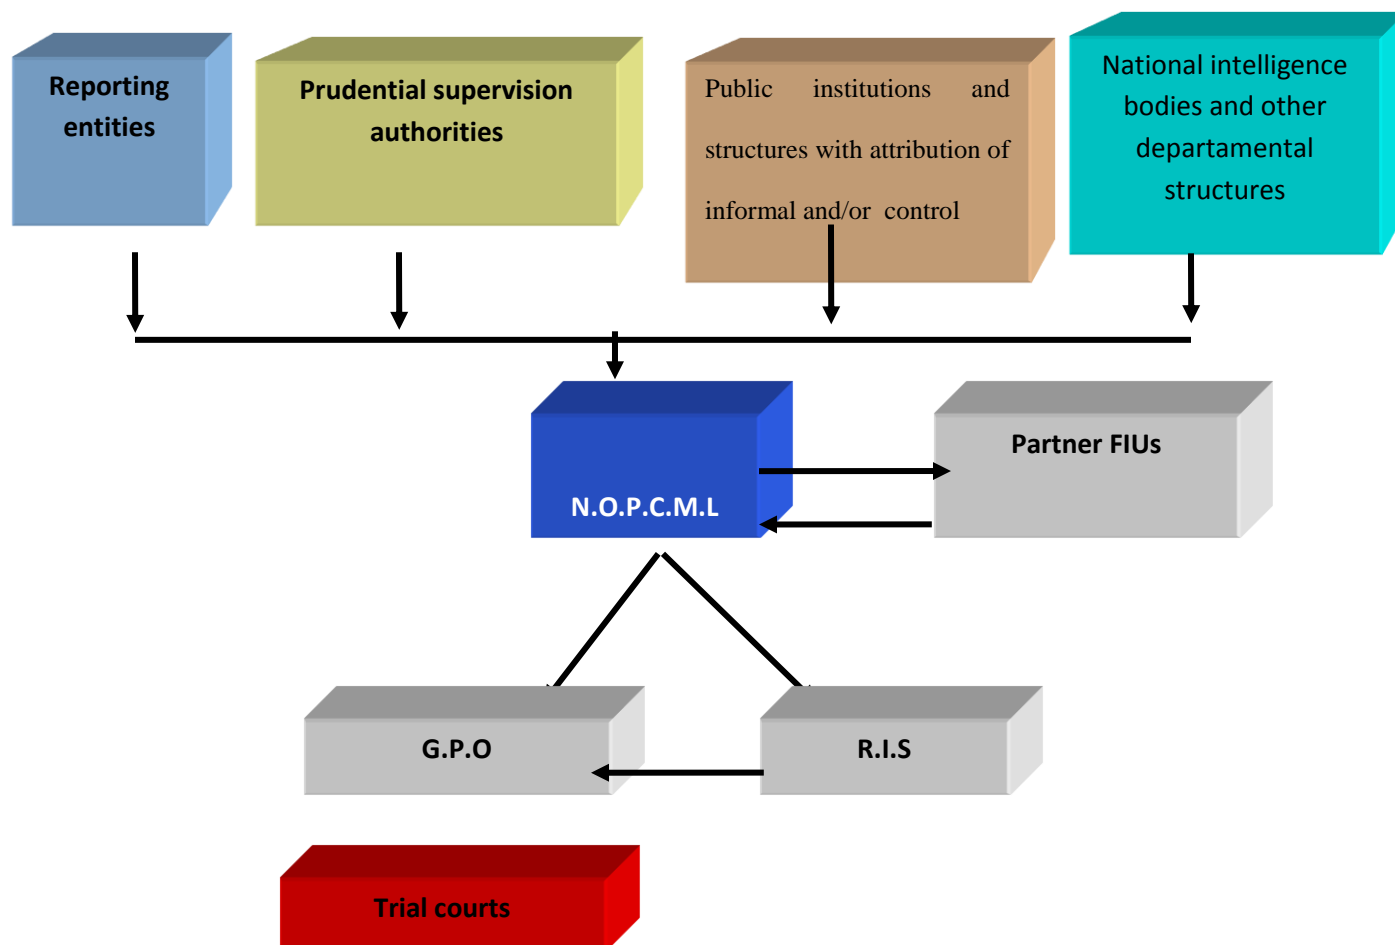 Reporting
entities
Prudential supervision
authorities
Public institutions and
structures with attribution of
informal and/or control
National intelligence
bodies and other
departamental
structures
N.O.P.C.M.L
Partner FIUs
G.P.O
R.I.S
Trial courts